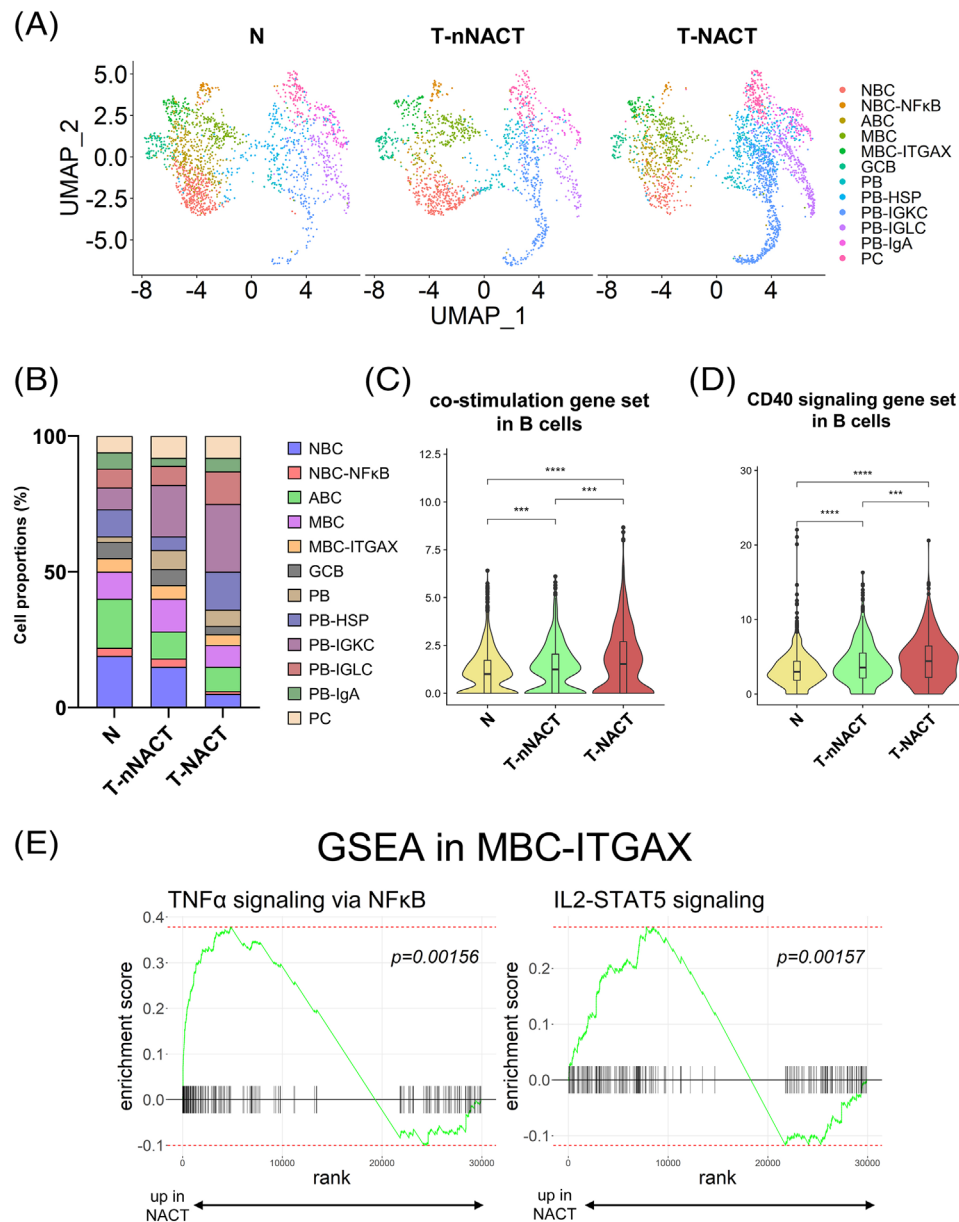 (A)
N
T-nNACT
T-NACT
UMAP_2
5.0
2.5
0.0
-2.5
-5.0
-8
-4
0
4
-8
-4
0
4
-8
-4
0
4
UMAP_1
NBC
NBC-NFκB
ABC
MBC
MBC-ITGAX
GCB
PB
PB-HSP
PB-IGKC
PB-IGLC
PB-IgA
PC
(B)
Cell proportions (%)
100
50
0
N
T-nNACT
T-NACT
NBC
NBC-NFκB
ABC
MBC
MBC-ITGAX
GCB
PB
PB-HSP
PB-IGKC
PB-IGLC
PB-IgA
PC
(C)
co-stimulation gene set
in B cells
12.5
10.0
7.5
5.0
2.5
0.0
****
***
***
N
T-nNACT
T-NACT
(D)
CD40 signaling gene set
in B cells
30
20
10
0
****
***
****
N
T-nNACT
T-NACT
(E)
GSEA in MBC-ITGAX
TNFα signaling via NFκB
enrichment score
0.4
0.3
0.2
0.1
0.0
-0.1
p=0.00156
0
10000
20000
30000
rank
up in
NACT
IL2-STAT5 signaling
enrichment score
0.2
0.1
0.0
-0.1
p=0.00157
0
10000
20000
30000
rank
up in
NACT